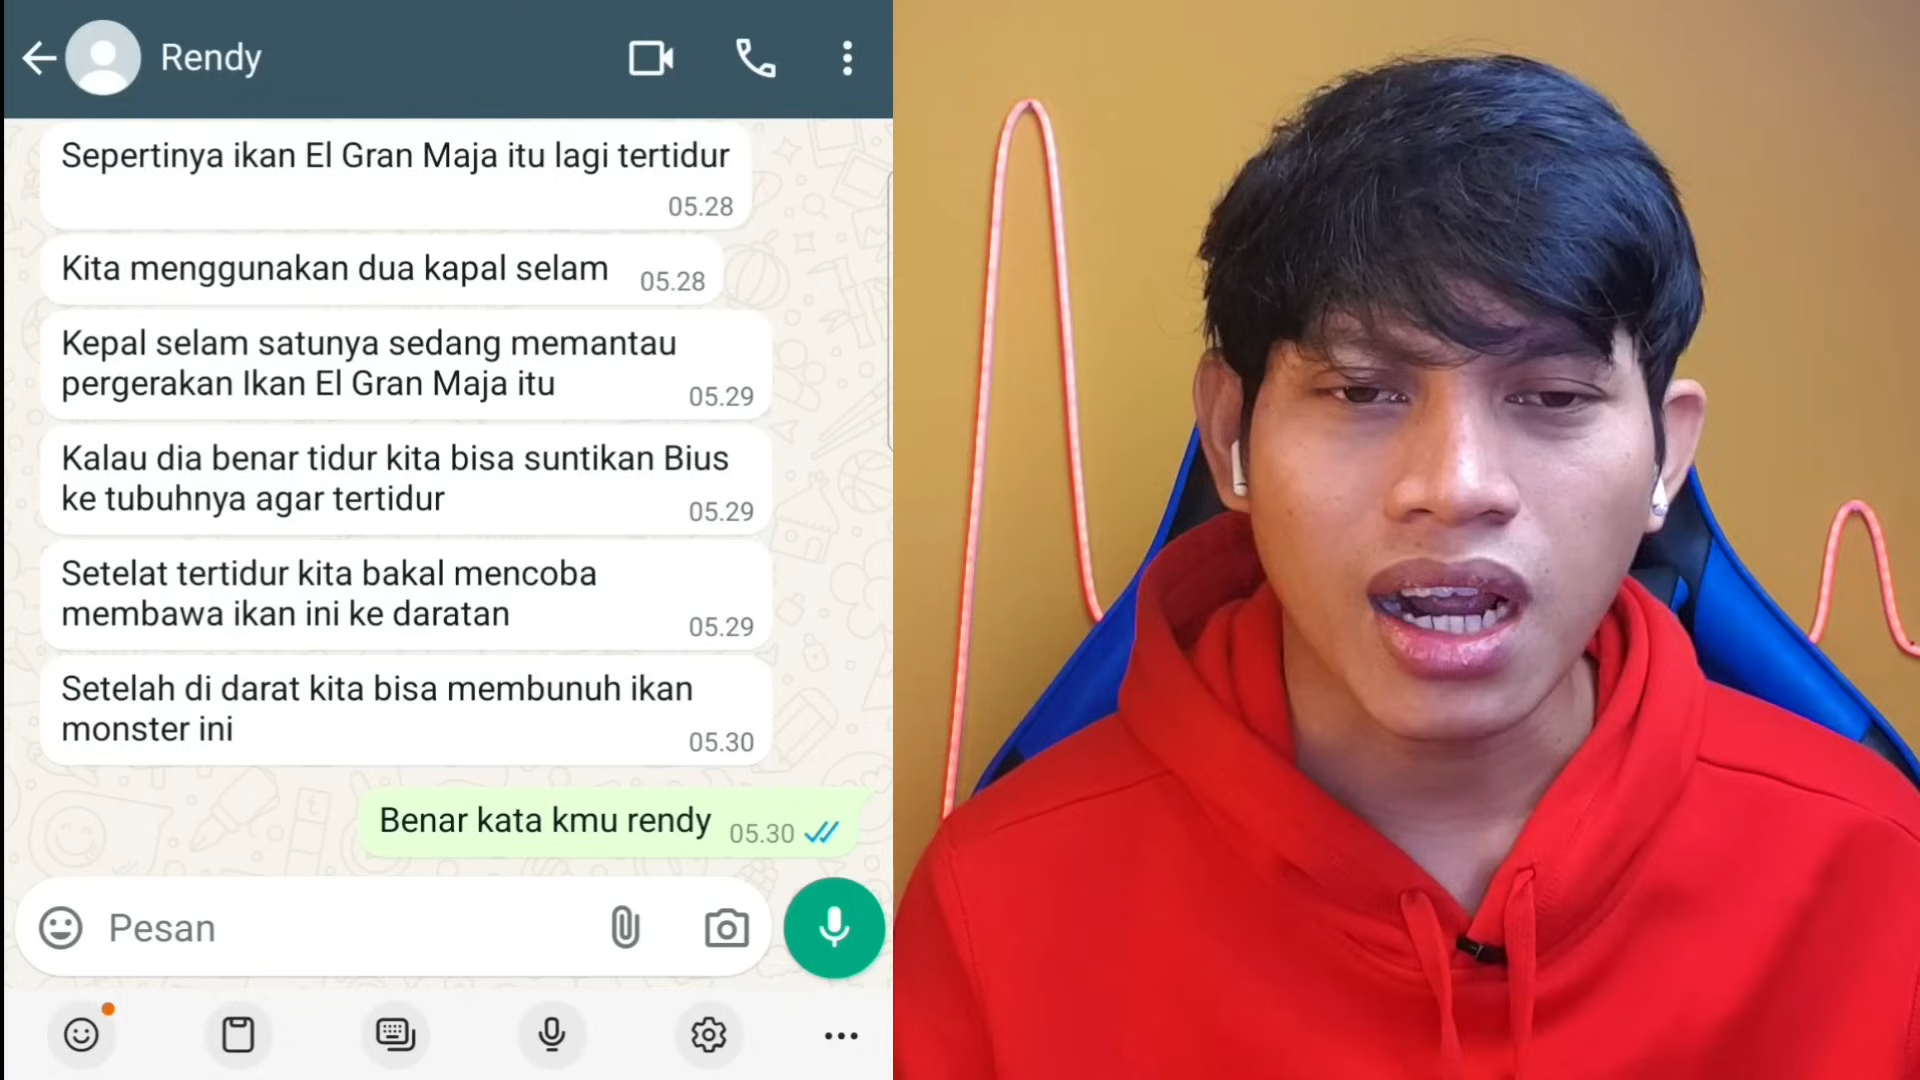 Rendy
Sepertinya ikan El Gran Maja itu lagi tertidur
05.28
Kita menggunakan dua kapal selam 05.28
Kepal selam satunya sedang memantau
pergerakan Ikan El Gran Maja itu 05.29
Kalau dia benar tidur kita bisa suntikan Bius
ke tubuhnya agar tertidur 05.29
Setelat tertidur kita bakal mencoba
membawa ikan ini ke daratan 05.29
Setelah di darat kita bisa membunuh ikan
monster ini 05.30
Benar kata kmu rendy 05.30
Pesan